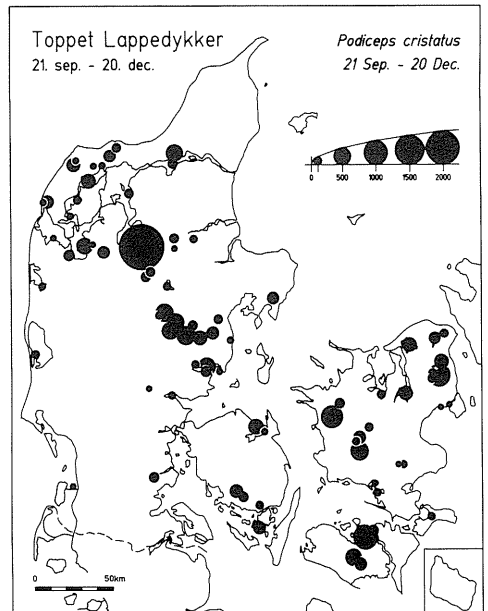 Toppet Lappedykker
21. sep. - 20. dec.
Podiceps cristatus
21 Sep. - 20 Dec.
0 500 1000 1500 2000
0 50km